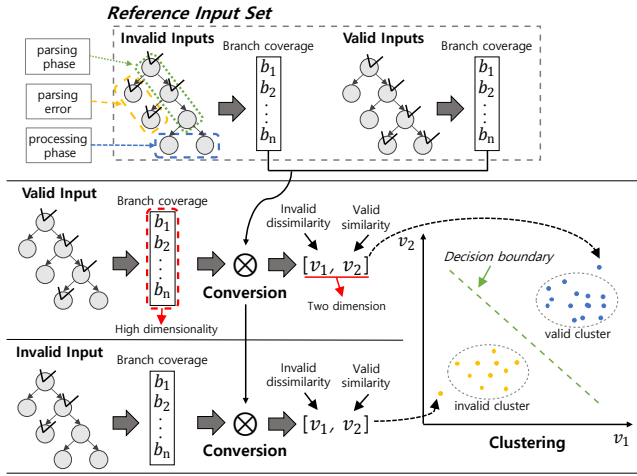 Reference Input Set
Invalid Inputs
Valid Inputs
parsing
phase
parsing
error
processing
phase
Branch coverage
b1
b2
.
.
bn
Branch coverage
b1
b2
.
.
bn
Valid Input
Branch coverage
b1
b2
.
.
bn
High dimensionality
Conversion
Invalid
dissimilarity
Valid
similarity
[v1, v2]
Two dimension
v2
Decision boundary
valid cluster
invalid cluster
Clustering
v1
Invalid Input
Branch coverage
b1
b2
.
.
bn
Conversion
Invalid
dissimilarity
Valid
similarity
[v1, v2]